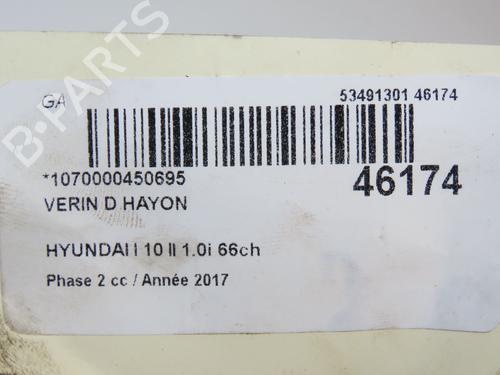 GA
53491301 46174
*1070000450695
46174
VERIN D HAYON
HYUNDAI I 10 II 1.0i 66ch
Phase 2 cc / Année 2017
B-PARTS